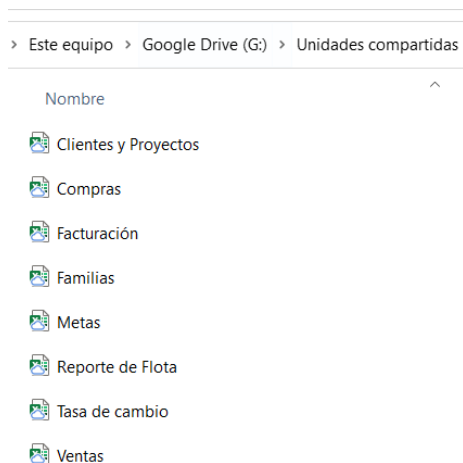 > Este equipo > Google Drive (G:) > Unidades compartidas
Nombre
Clientes y Proyectos
Compras
Facturación
Familias
Metas
Reporte de Flota
Tasa de cambio
Ventas